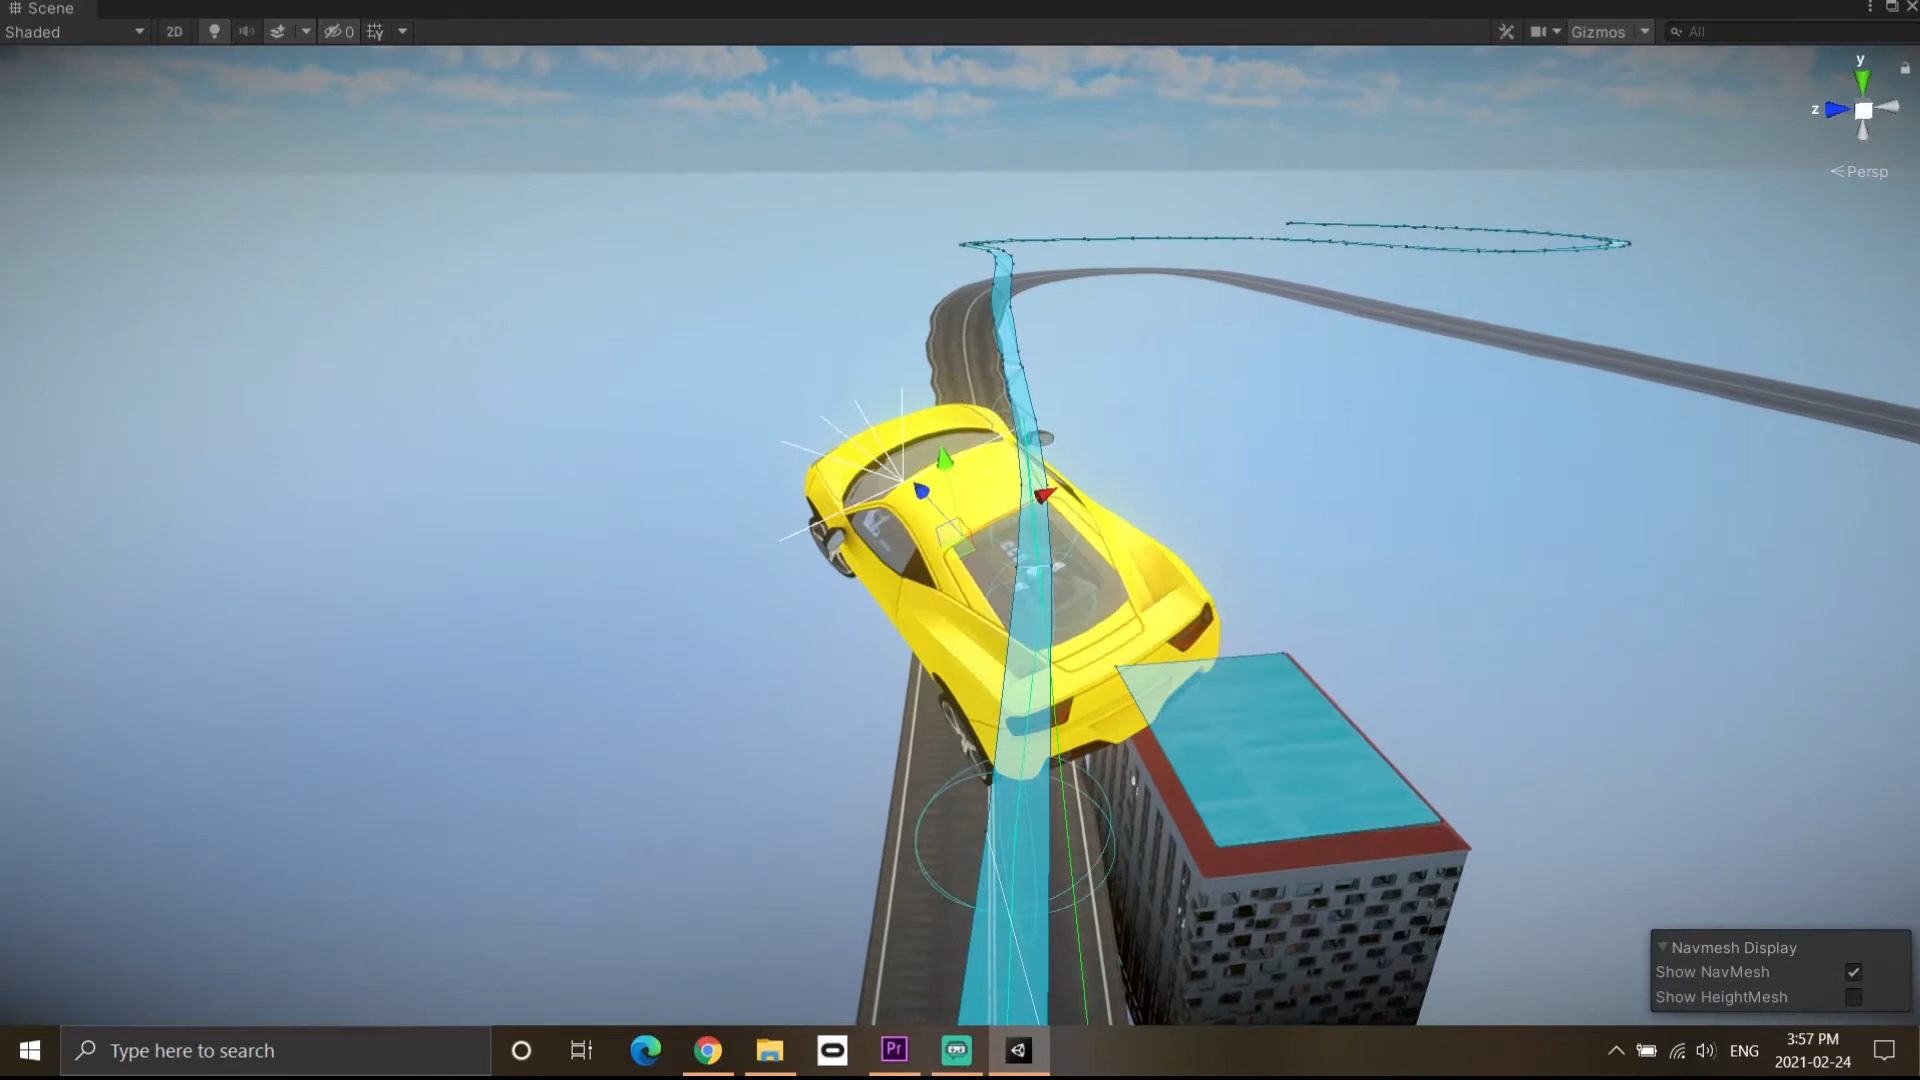 Scene
Shaded
2D
0
Gizmos
All
y
z
Persp
Navmesh Display
Show NavMesh
Show HeightMesh
Type here to search
Pr
ENG
3:57 PM
2021-02-24